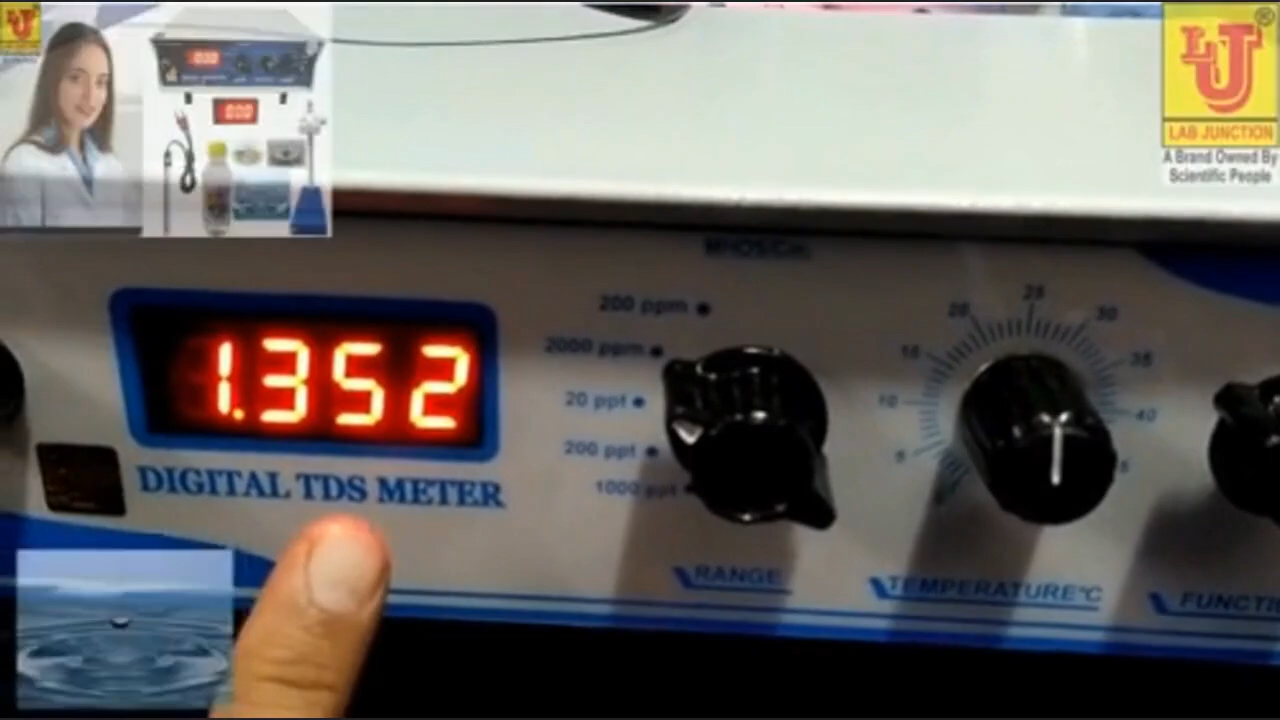 LJ
®
LAB JUNCTION
A Brand Owned By
Scientific People
MHOS/Cm.
200 ppm
2000 ppm
20 ppt
200 ppt
1000 ppt
RANGE
1.352
DIGITAL TDS METER
5
10
15
20
25
30
35
40
TEMPERATURE°C
FUNCTI